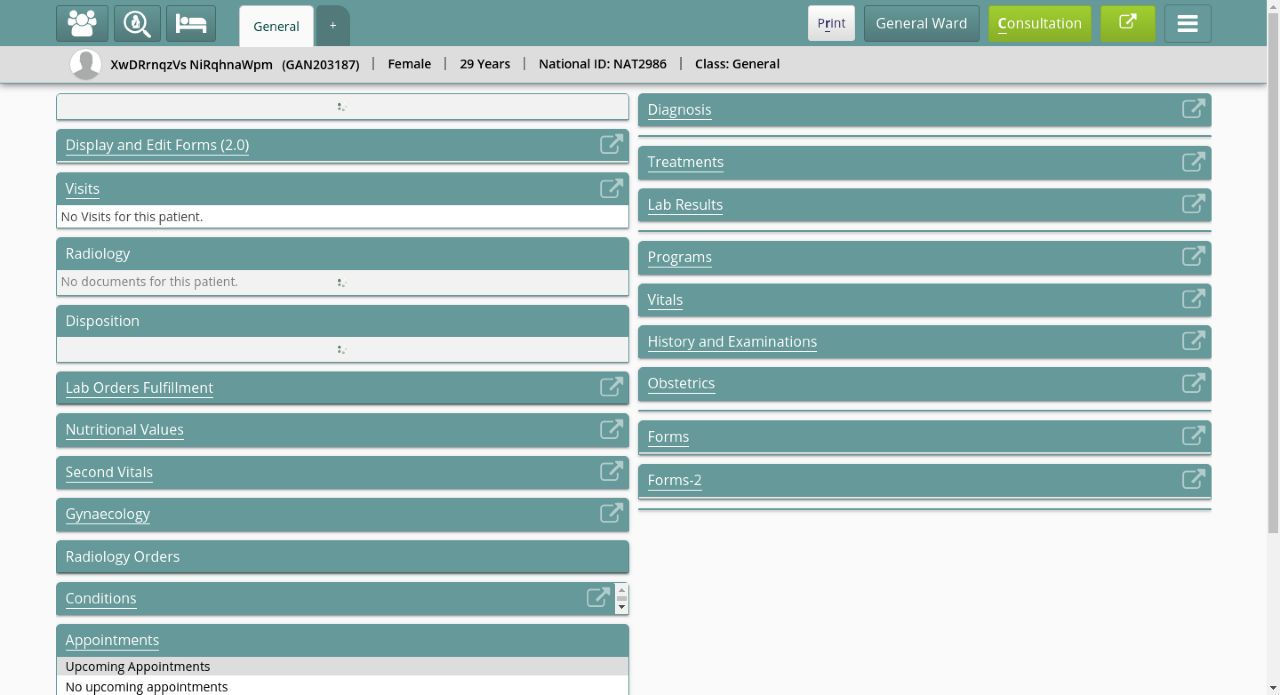 General
+
Print
General Ward
Consultation
XwDRrnqzVs NiRqhnaWpm (GAN203187) | Female | 29 Years | National ID: NAT2986 | Class: General
Display and Edit Forms (2.0)
Visits
No Visits for this patient.
Radiology
No documents for this patient.
Disposition
Lab Orders Fulfillment
Nutritional Values
Second Vitals
Gynaecology
Radiology Orders
Conditions
Appointments
Upcoming Appointments
No upcoming appointments
Diagnosis
Treatments
Lab Results
Programs
Vitals
History and Examinations
Obstetrics
Forms
Forms-2